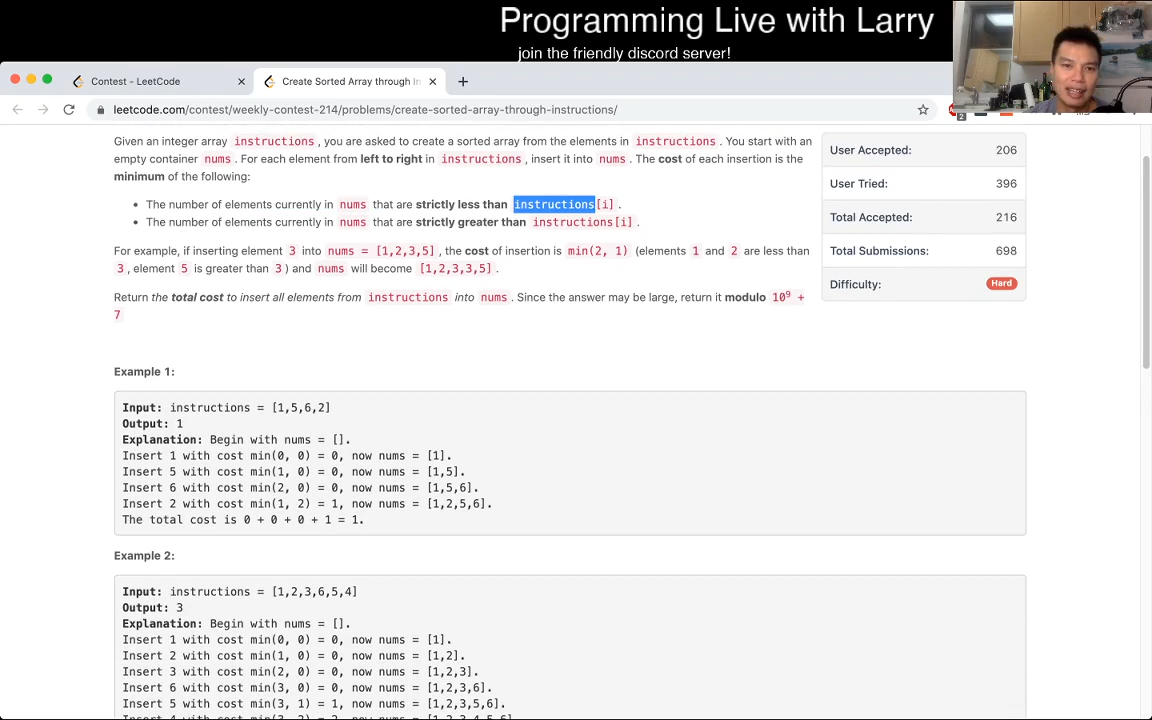 Programming Live with Larry
join the friendly discord server!
Contest - LeetCode
Create Sorted Array through In
leetcode.com/contest/weekly-contest-214/problems/create-sorted-array-through-instructions/
2
Given an integer array instructions, you are asked to create a sorted array from the elements in instructions. You start with an
empty container nums. For each element from left to right in instructions, insert it into nums. The cost of each insertion is the
minimum of the following:
• The number of elements currently in nums that are strictly less than instructions[i].
• The number of elements currently in nums that are strictly greater than instructions[i].
For example, if inserting element 3 into nums = [1,2,3,5], the cost of insertion is min(2, 1) (elements 1 and 2 are less than
3, element 5 is greater than 3) and nums will become [1,2,3,3,5].
Return the total cost to insert all elements from instructions into nums. Since the answer may be large, return it modulo 10⁹ +
7
User Accepted: 206
User Tried: 396
Total Accepted: 216
Total Submissions: 698
Difficulty: Hard
Example 1:
Input: instructions = [1,5,6,2]
Output: 1
Explanation: Begin with nums = [].
Insert 1 with cost min(0, 0) = 0, now nums = [1].
Insert 5 with cost min(1, 0) = 0, now nums = [1,5].
Insert 6 with cost min(2, 0) = 0, now nums = [1,5,6].
Insert 2 with cost min(1, 2) = 1, now nums = [1,2,5,6].
The total cost is 0 + 0 + 0 + 1 = 1.
Example 2:
Input: instructions = [1,2,3,6,5,4]
Output: 3
Explanation: Begin with nums = [].
Insert 1 with cost min(0, 0) = 0, now nums = [1].
Insert 2 with cost min(1, 0) = 0, now nums = [1,2].
Insert 3 with cost min(2, 0) = 0, now nums = [1,2,3].
Insert 6 with cost min(3, 0) = 0, now nums = [1,2,3,6].
Insert 5 with cost min(3, 1) = 1, now nums = [1,2,3,5,6].